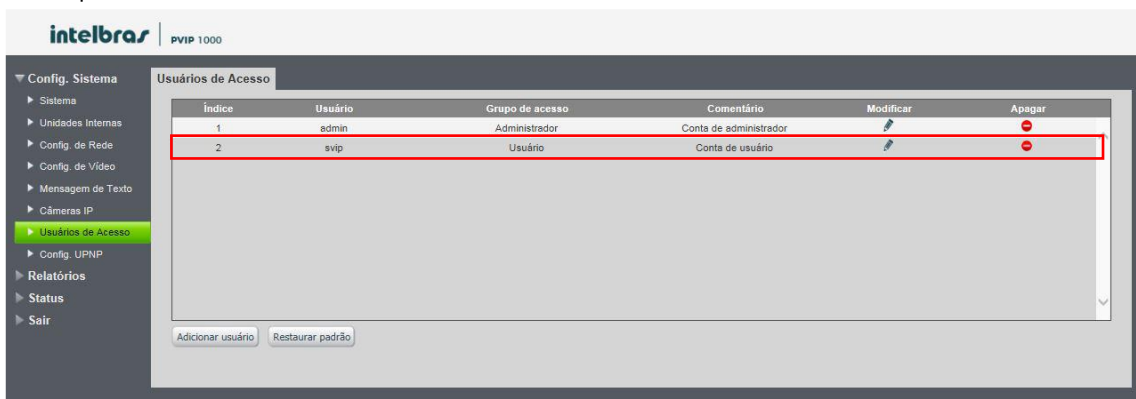 intelbras PVIP 1000
Config. Sistema
Sistema
Unidades Internas
Config. de Rede
Config. de Vídeo
Mensagem de Texto
Câmeras IP
Usuários de Acesso
Config. UPNP
Relatórios
Status
Sair
Usuários de Acesso
Índice Usuário Grupo de acesso Comentário Modificar Apagar
1 admin Administrador Conta de administrador
2 svip Usuário Conta de usuário
Adicionar usuário Restaurar padrão